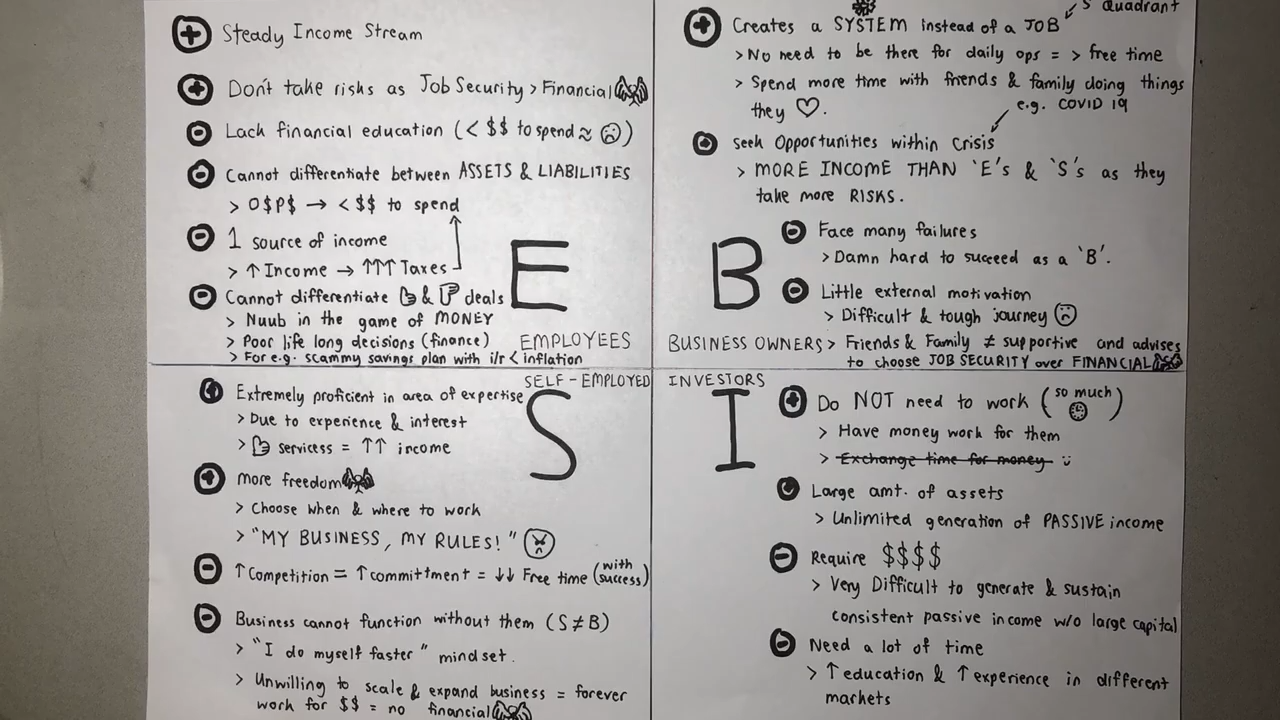 ⊕ Steady Income Stream
⊕ Don't take risks as Job Security > Financial
⊖ Lack financial education (< $$ to spend ≈ ☹)
⊖ Cannot differentiate between ASSETS & LIABILITIES
> O$P$ → < $$ to spend
⊖ 1 source of income
> ↑ Income → ↑↑↑ Taxes
⊖ Cannot differentiate 👍 & 👎 deals
> Nuub in the game of MONEY
> Poor life long decisions (finance)
> For e.g. scammy savings plan with i/r < inflation
E
EMPLOYEES
S Quadrant
⊕ Creates a SYSTEM instead of a JOB
> No need to be there for daily ops = > free time
> Spend more time with friends & family doing things
they ♡.
e.g. COVID 19
seek Opportunities within Crisis
> MORE INCOME THAN 'E's & 'S's as they
take more RISKS.
⊖ Face many failures
> Damn hard to succeed as a 'B'.
⊖ Little external motivation
> Difficult & tough journey ☹
B
BUSINESS OWNERS > Friends & Family ≠ supportive and advises
to choose JOB SECURITY over FINANCIAL
SELF-EMPLOYED
S
⊕ Extremely proficient in area of expertise
> Due to experience & interest
> 👍 servicess = ↑↑ income
⊕ more freedom
> Choose when & where to work
> "MY BUSINESS, MY RULES!"
⊖ ↑ Competition = ↑ committment = ↓↓ Free time (with success)
⊖ Business cannot function without them (S ≠ B)
> "I do myself faster" mindset.
> Unwilling to scale & expand business = forever
work for $$ = no financial
INVESTORS
I
⊕ Do NOT need to work (so much)
> Have money work for them
> Exchange time for money
Large amt. of assets
> Unlimited generation of PASSIVE income
⊖ Require $$$$
> Very Difficult to generate & sustain
consistent passive income w/o large capital
⊖ Need a lot of time
> ↑ education & ↑ experience in different
markets